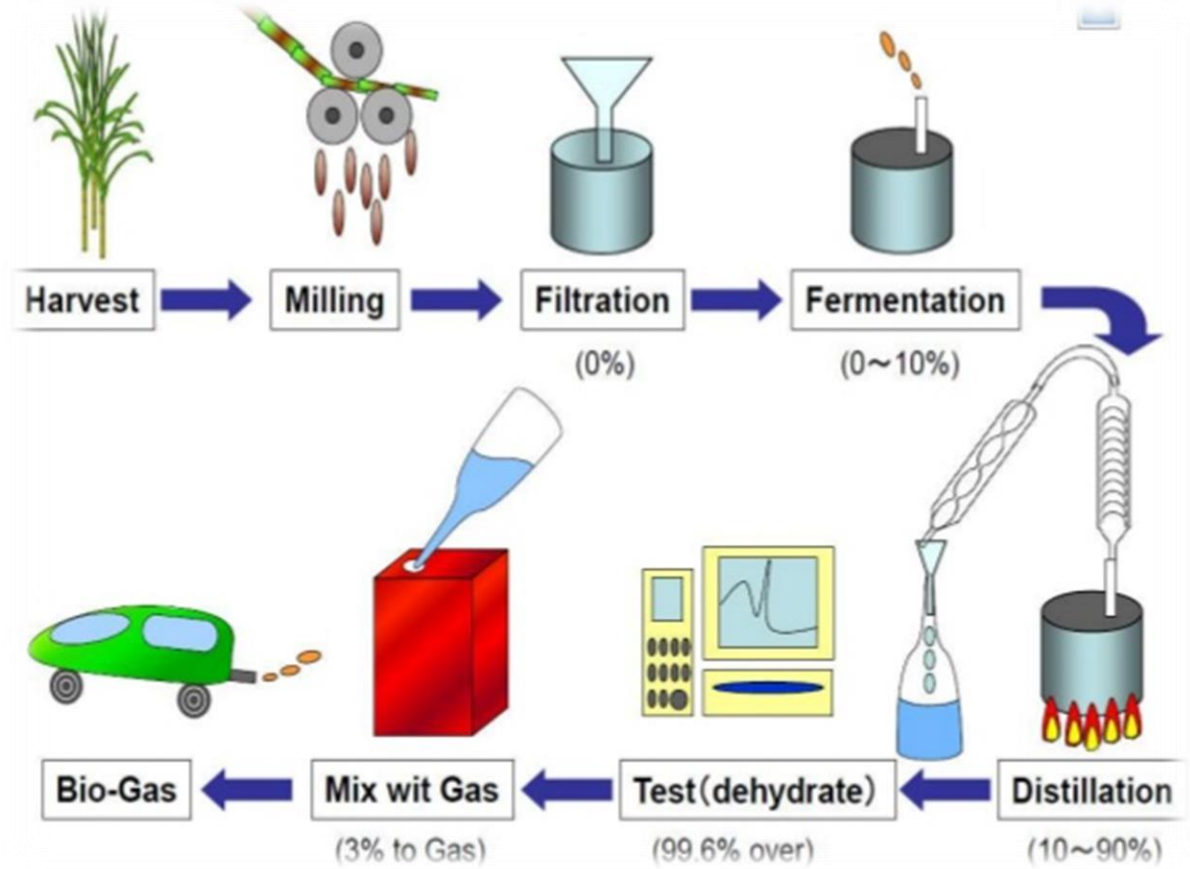 Harvest
Milling
Filtration
Fermentation
(0%)
(0～10%)
Bio-Gas
Mix wit Gas
Test(dehydrate)
Distillation
(3% to Gas)
(99.6% over)
(10～90%)